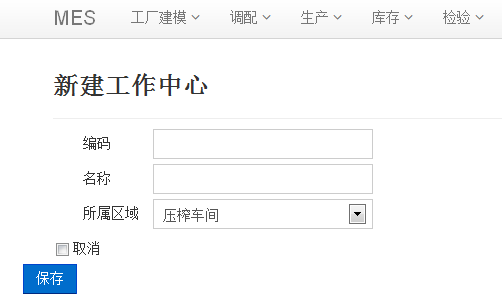 MES 工厂建模 调配 生产 库存 检验
新建工作中心
编码
名称
所属区域 压榨车间
取消
保存